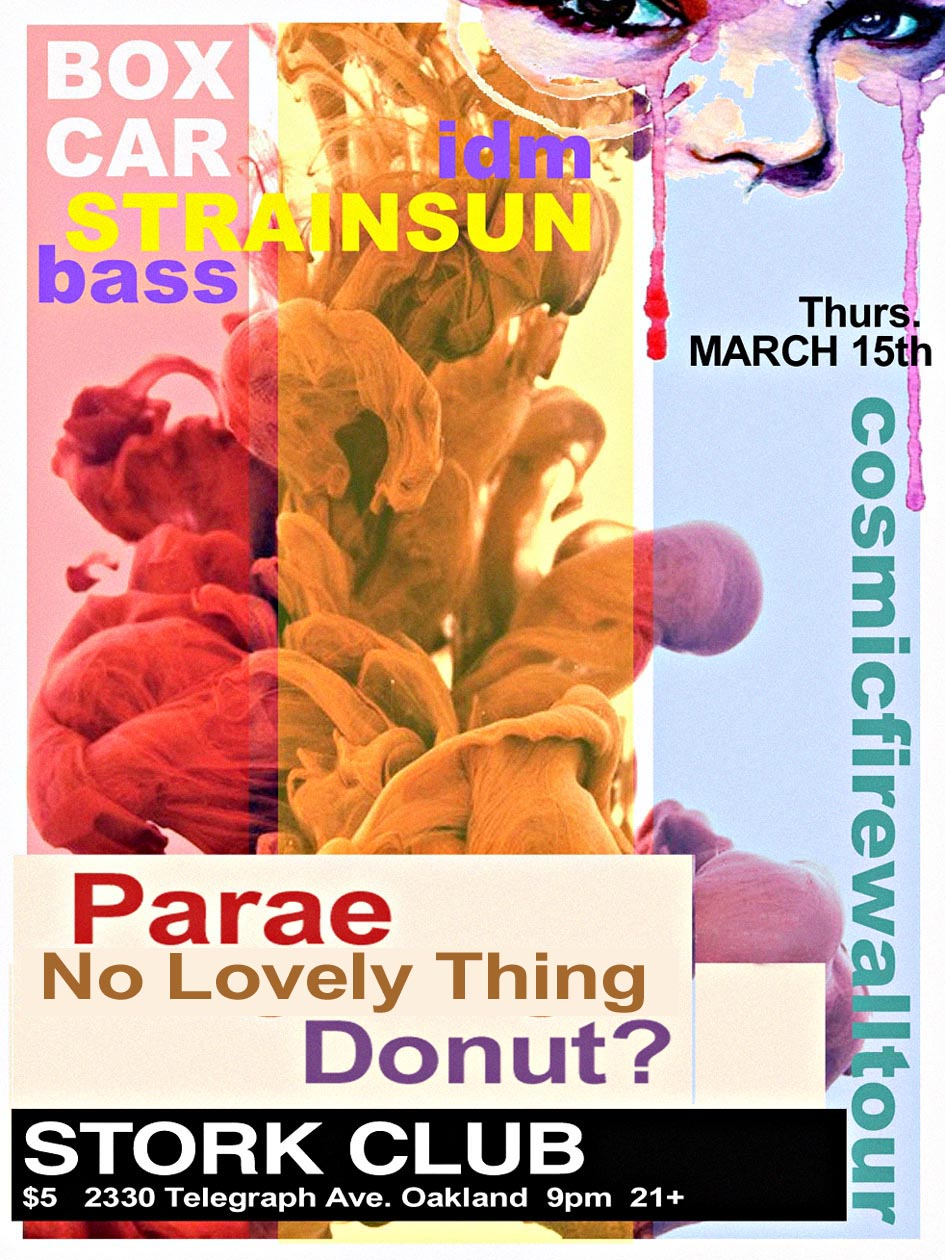 BOX
CAR
idm
STRAINSUN
bass
Thurs.
MARCH 15th
cosmicfirewalltour
Parae
No Lovely Thing
Donut?
STORK CLUB
$5 2330 Telegraph Ave. Oakland 9pm 21+